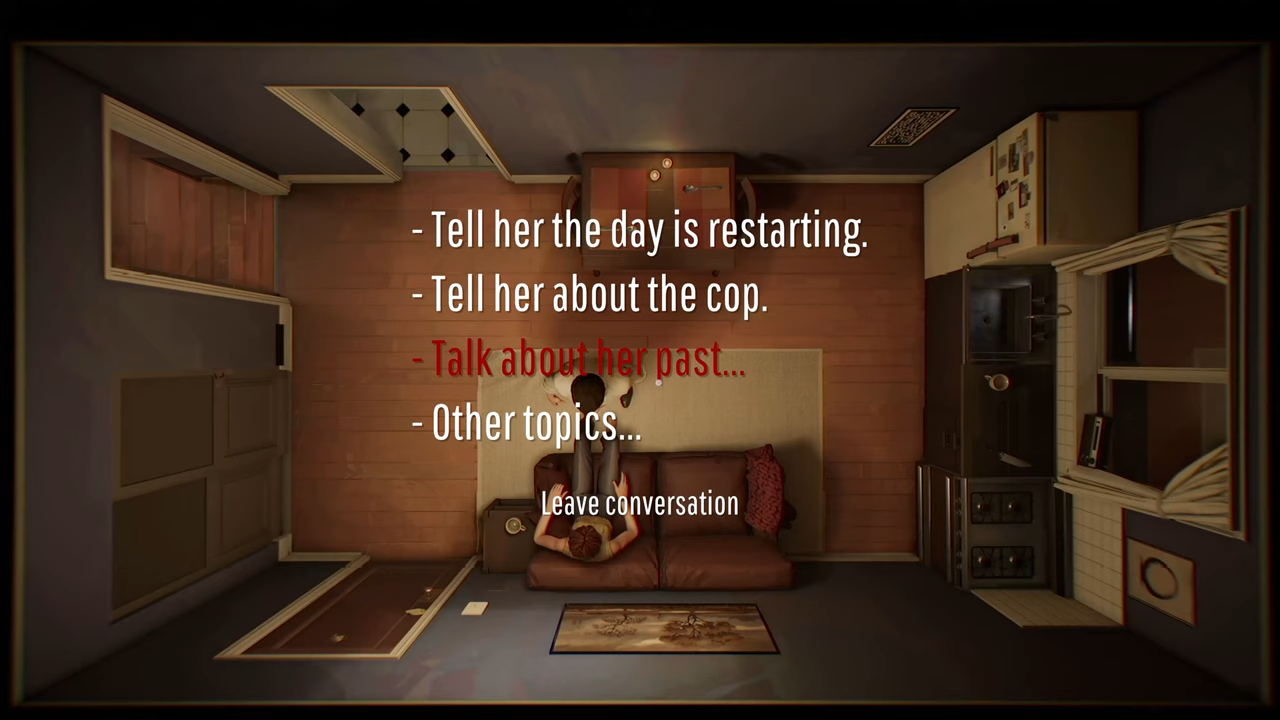 - Tell her the day is restarting.
- Tell her about the cop.
- Talk about her past...
- Other topics...
Leave conversation